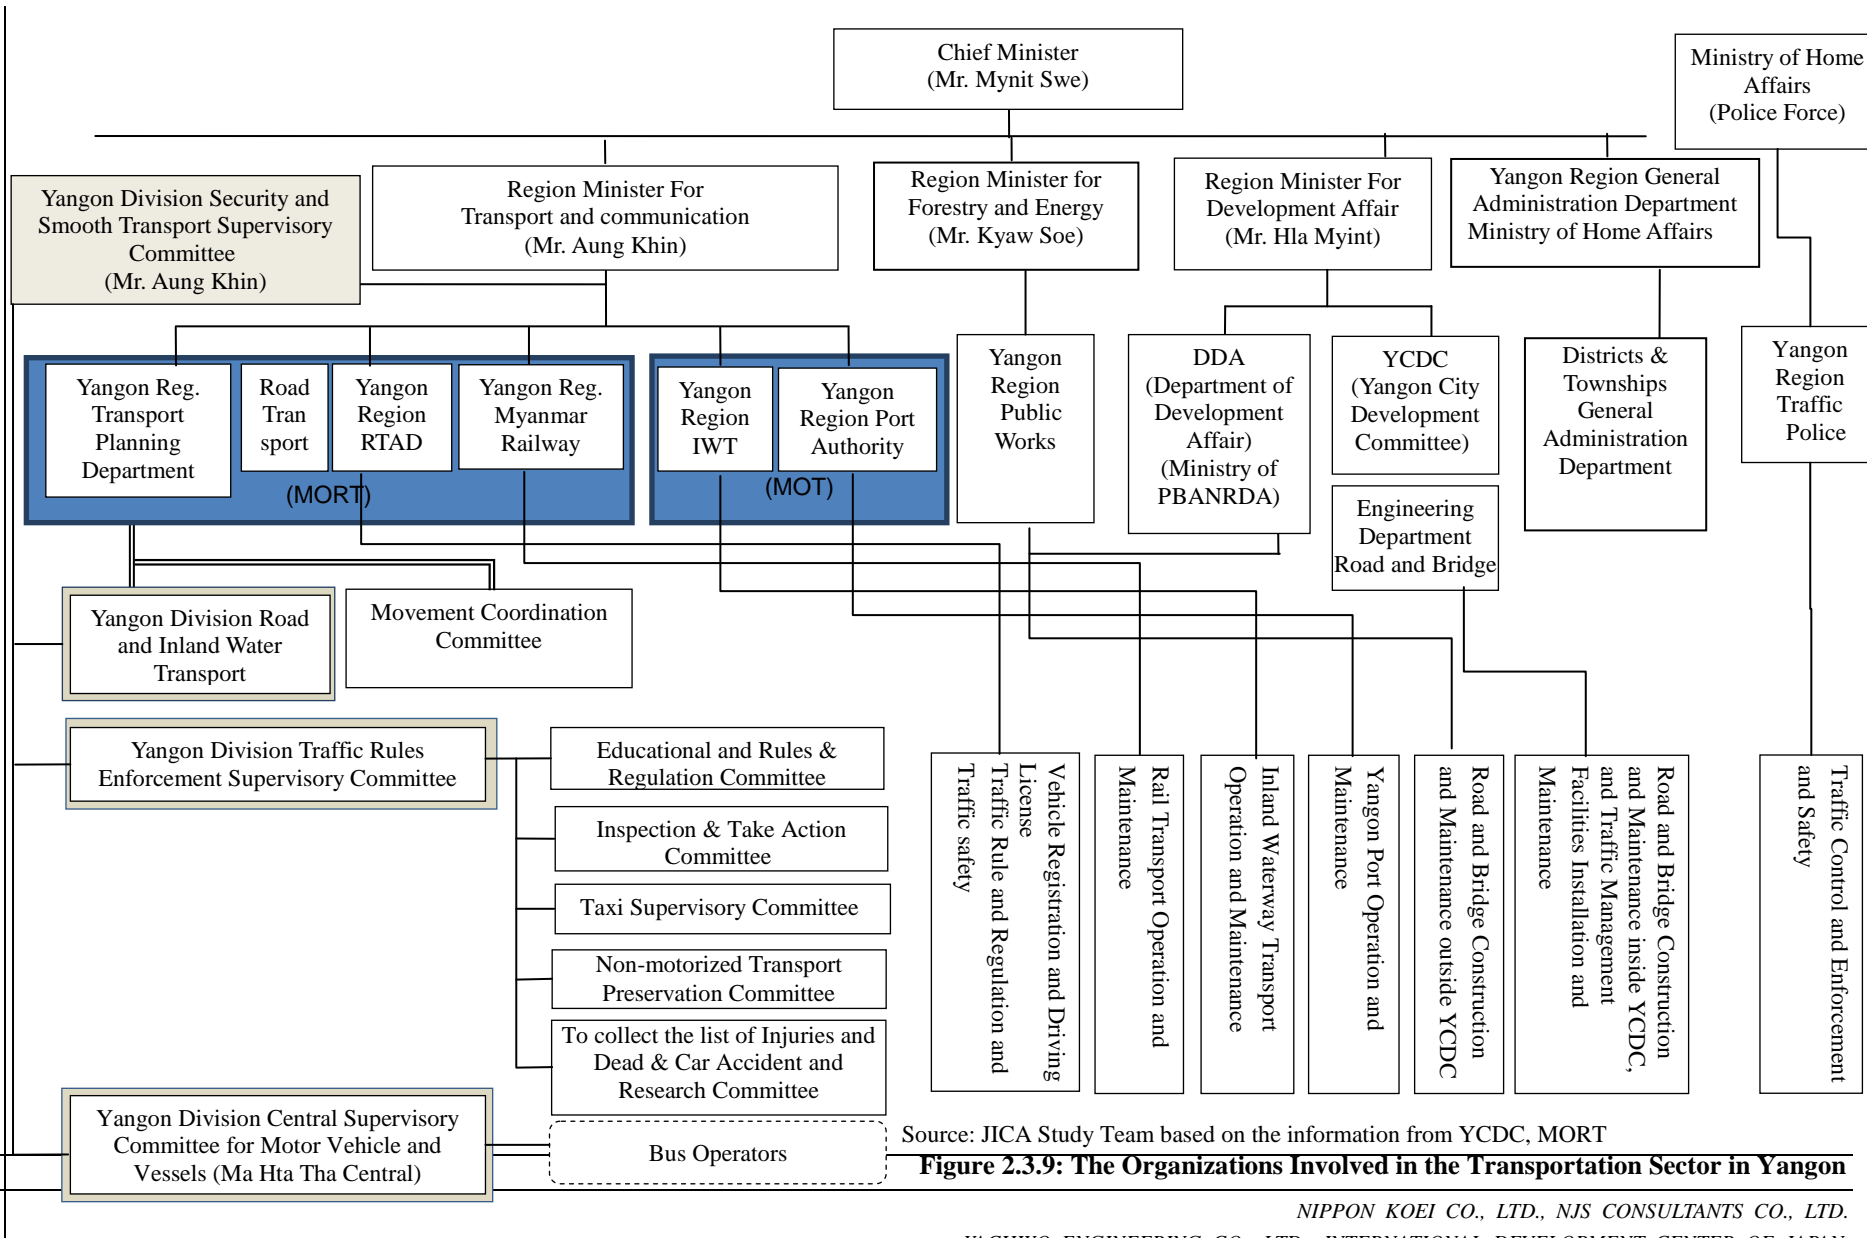 Chief Minister
(Mr. Mynit Swe)
Ministry of Home
Affairs
(Police Force)
Yangon Division Security and
Smooth Transport Supervisory
Committee
(Mr. Aung Khin)
Region Minister For
Transport and communication
(Mr. Aung Khin)
Region Minister for
Forestry and Energy
(Mr. Kyaw Soe)
Region Minister For
Development Affair
(Mr. Hla Myint)
Yangon Region General
Administration Department
Ministry of Home Affairs
Yangon Reg.
Transport
Planning
Department
Road
Tran
sport
Yangon
Region
RTAD
Yangon Reg.
Myanmar
Railway
(MORT)
Yangon
Region
IWT
Yangon
Region Port
Authority
(MOT)
Yangon
Region
Public
Works
DDA
(Department of
Development
Affair)
(Ministry of
PBANRDA)
YCDC
(Yangon City
Development
Committee)
Engineering
Department
Road and Bridge
Districts &
Townships
General
Administration
Department
Yangon
Region
Traffic
Police
Yangon Division Road
and Inland Water
Transport
Movement Coordination
Committee
Yangon Division Traffic Rules
Enforcement Supervisory Committee
Educational and Rules &
Regulation Committee
Inspection & Take Action
Committee
Taxi Supervisory Committee
Non-motorized Transport
Preservation Committee
To collect the list of Injuries and
Dead & Car Accident and
Research Committee
Yangon Division Central Supervisory
Committee for Motor Vehicle and
Vessels (Ma Hta Tha Central)
Bus Operators
Vehicle Registration and Driving
License
Traffic Rule and Regulation and
Traffic safety
Rail Transport Operation and
Maintenance
Inland Waterway Transport
Operation and Maintenance
Yangon Port Operation and
Maintenance
Road and Bridge Construction
and Maintenance outside YCDC
Road and Bridge Construction
and Maintenance inside YCDC,
and Traffic Management
Facilities Installation and
Maintenance
Traffic Control and Enforcement
and Safety
Source: JICA Study Team based on the information from YCDC, MORT
Figure 2.3.9: The Organizations Involved in the Transportation Sector in Yangon
NIPPON KOEI CO., LTD., NJS CONSULTANTS CO., LTD.
YACHIYO ENGINEERING CO., LTD., INTERNATIONAL DEVELOPMENT CENTER OF JAPAN